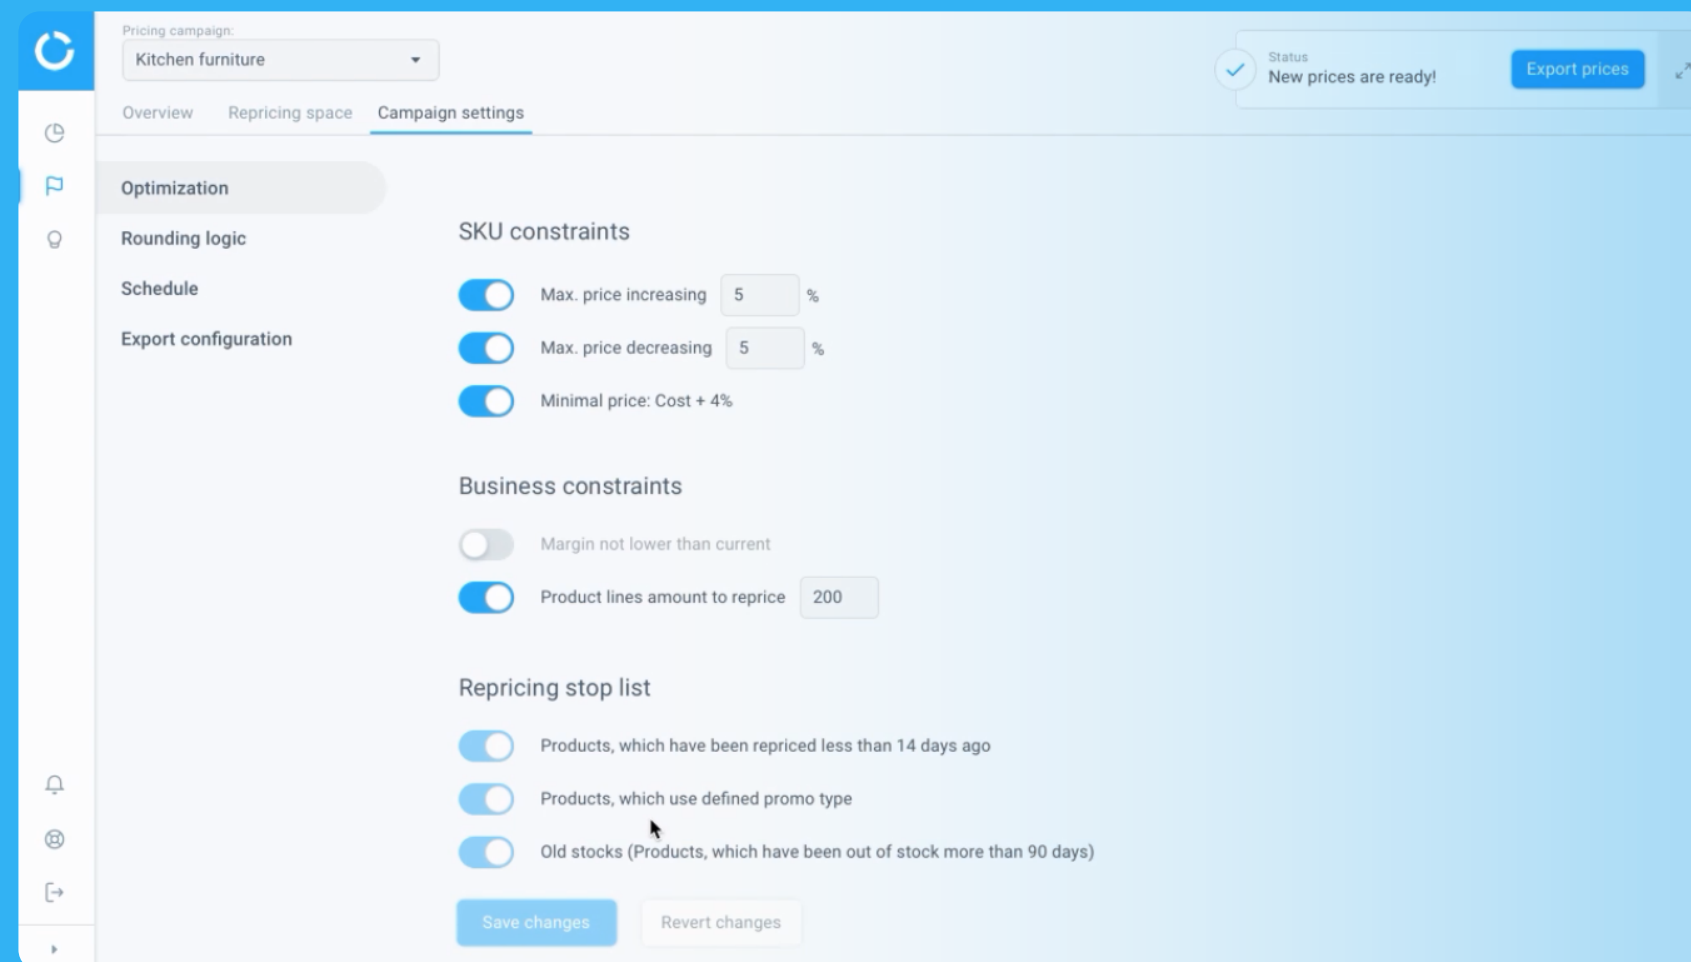 Pricing campaign:
Kitchen furniture
Status
New prices are ready!
Export prices
Overview
Repricing space
Campaign settings
Optimization
Rounding logic
Schedule
Export configuration
SKU constraints
Max. price increasing 5 %
Max. price decreasing 5 %
Minimal price: Cost + 4%
Business constraints
Margin not lower than current
Product lines amount to reprice 200
Repricing stop list
Products, which have been repriced less than 14 days ago
Products, which use defined promo type
Old stocks (Products, which have been out of stock more than 90 days)
Save changes
Revert changes